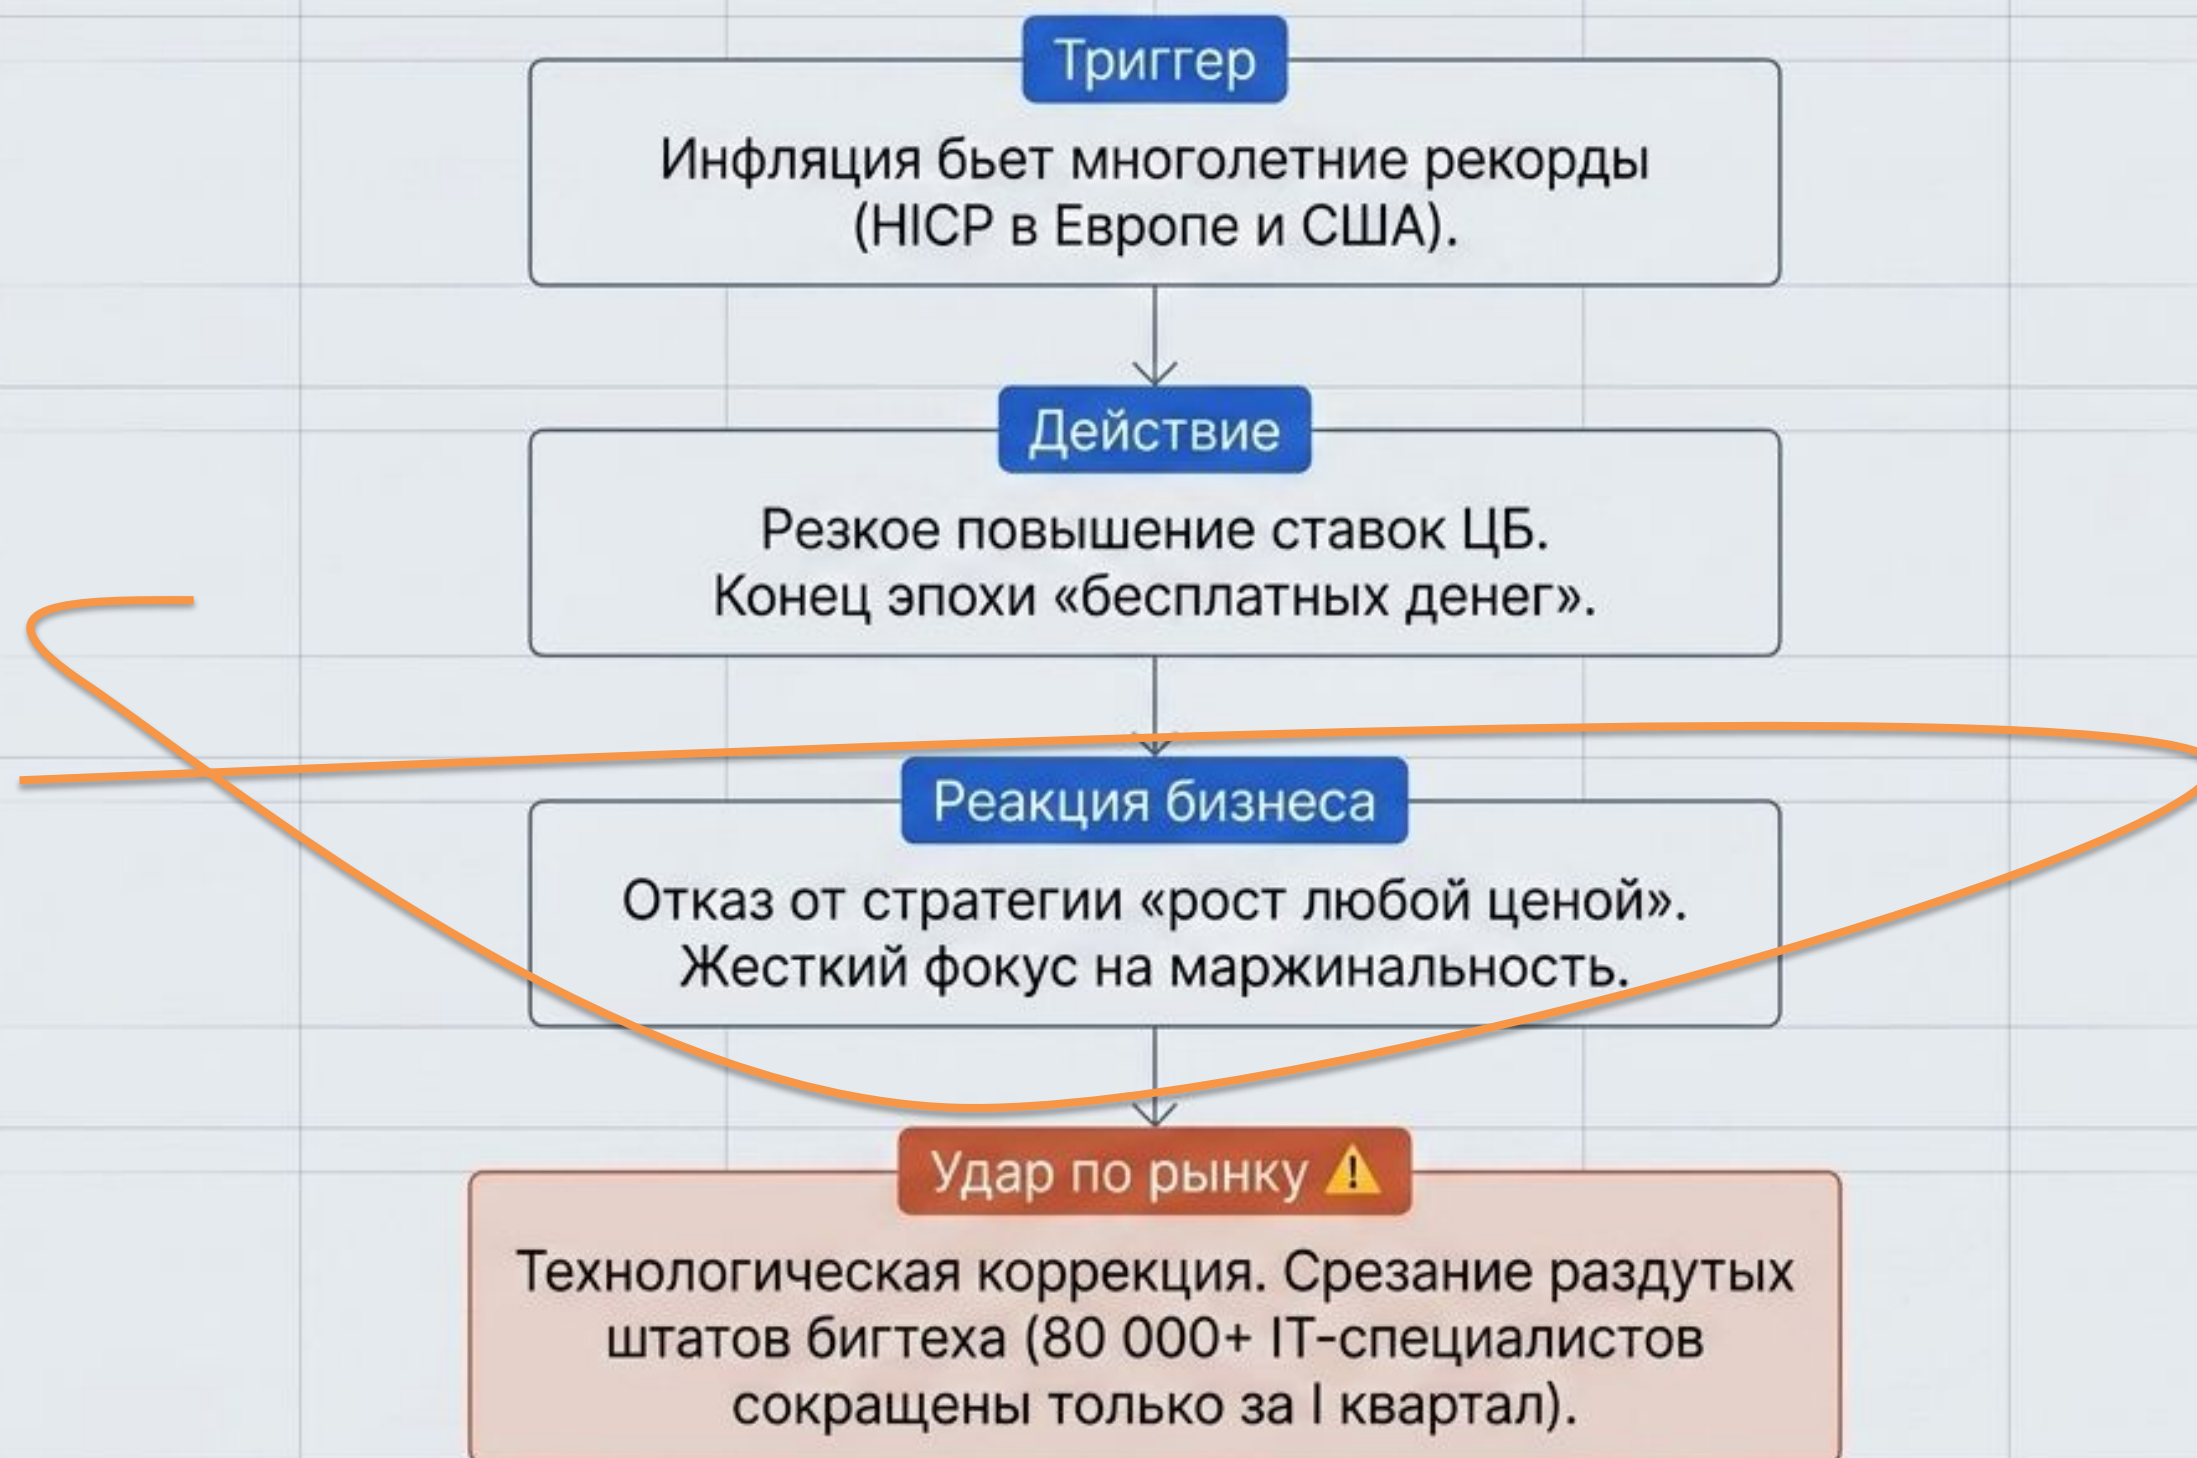 Триггер
Инфляция бьет многолетние рекорды
(HICP в Европе и США).
Действие
Резкое повышение ставок ЦБ.
Конец эпохи «бесплатных денег».
Реакция бизнеса
Отказ от стратегии «рост любой ценой».
Жесткий фокус на маржинальность.
Удар по рынку ⚠️
Технологическая коррекция. Срезание раздутых
штатов бигтеха (80 000+ IT-специалистов
сокращены только за I квартал).